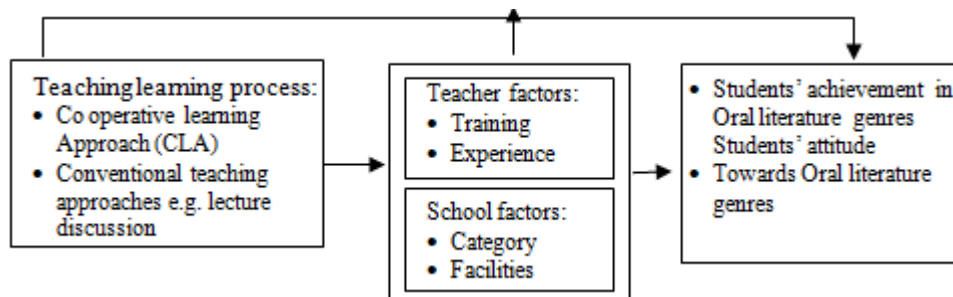 Teaching learning process:
• Co operative learning
Approach (CLA)
• Conventional teaching
approaches e.g. lecture
discussion
Teacher factors:
• Training
• Experience
School factors:
• Category
• Facilities
• Students' achievement in
Oral literature genres
Students' attitude
• Towards Oral literature
genres